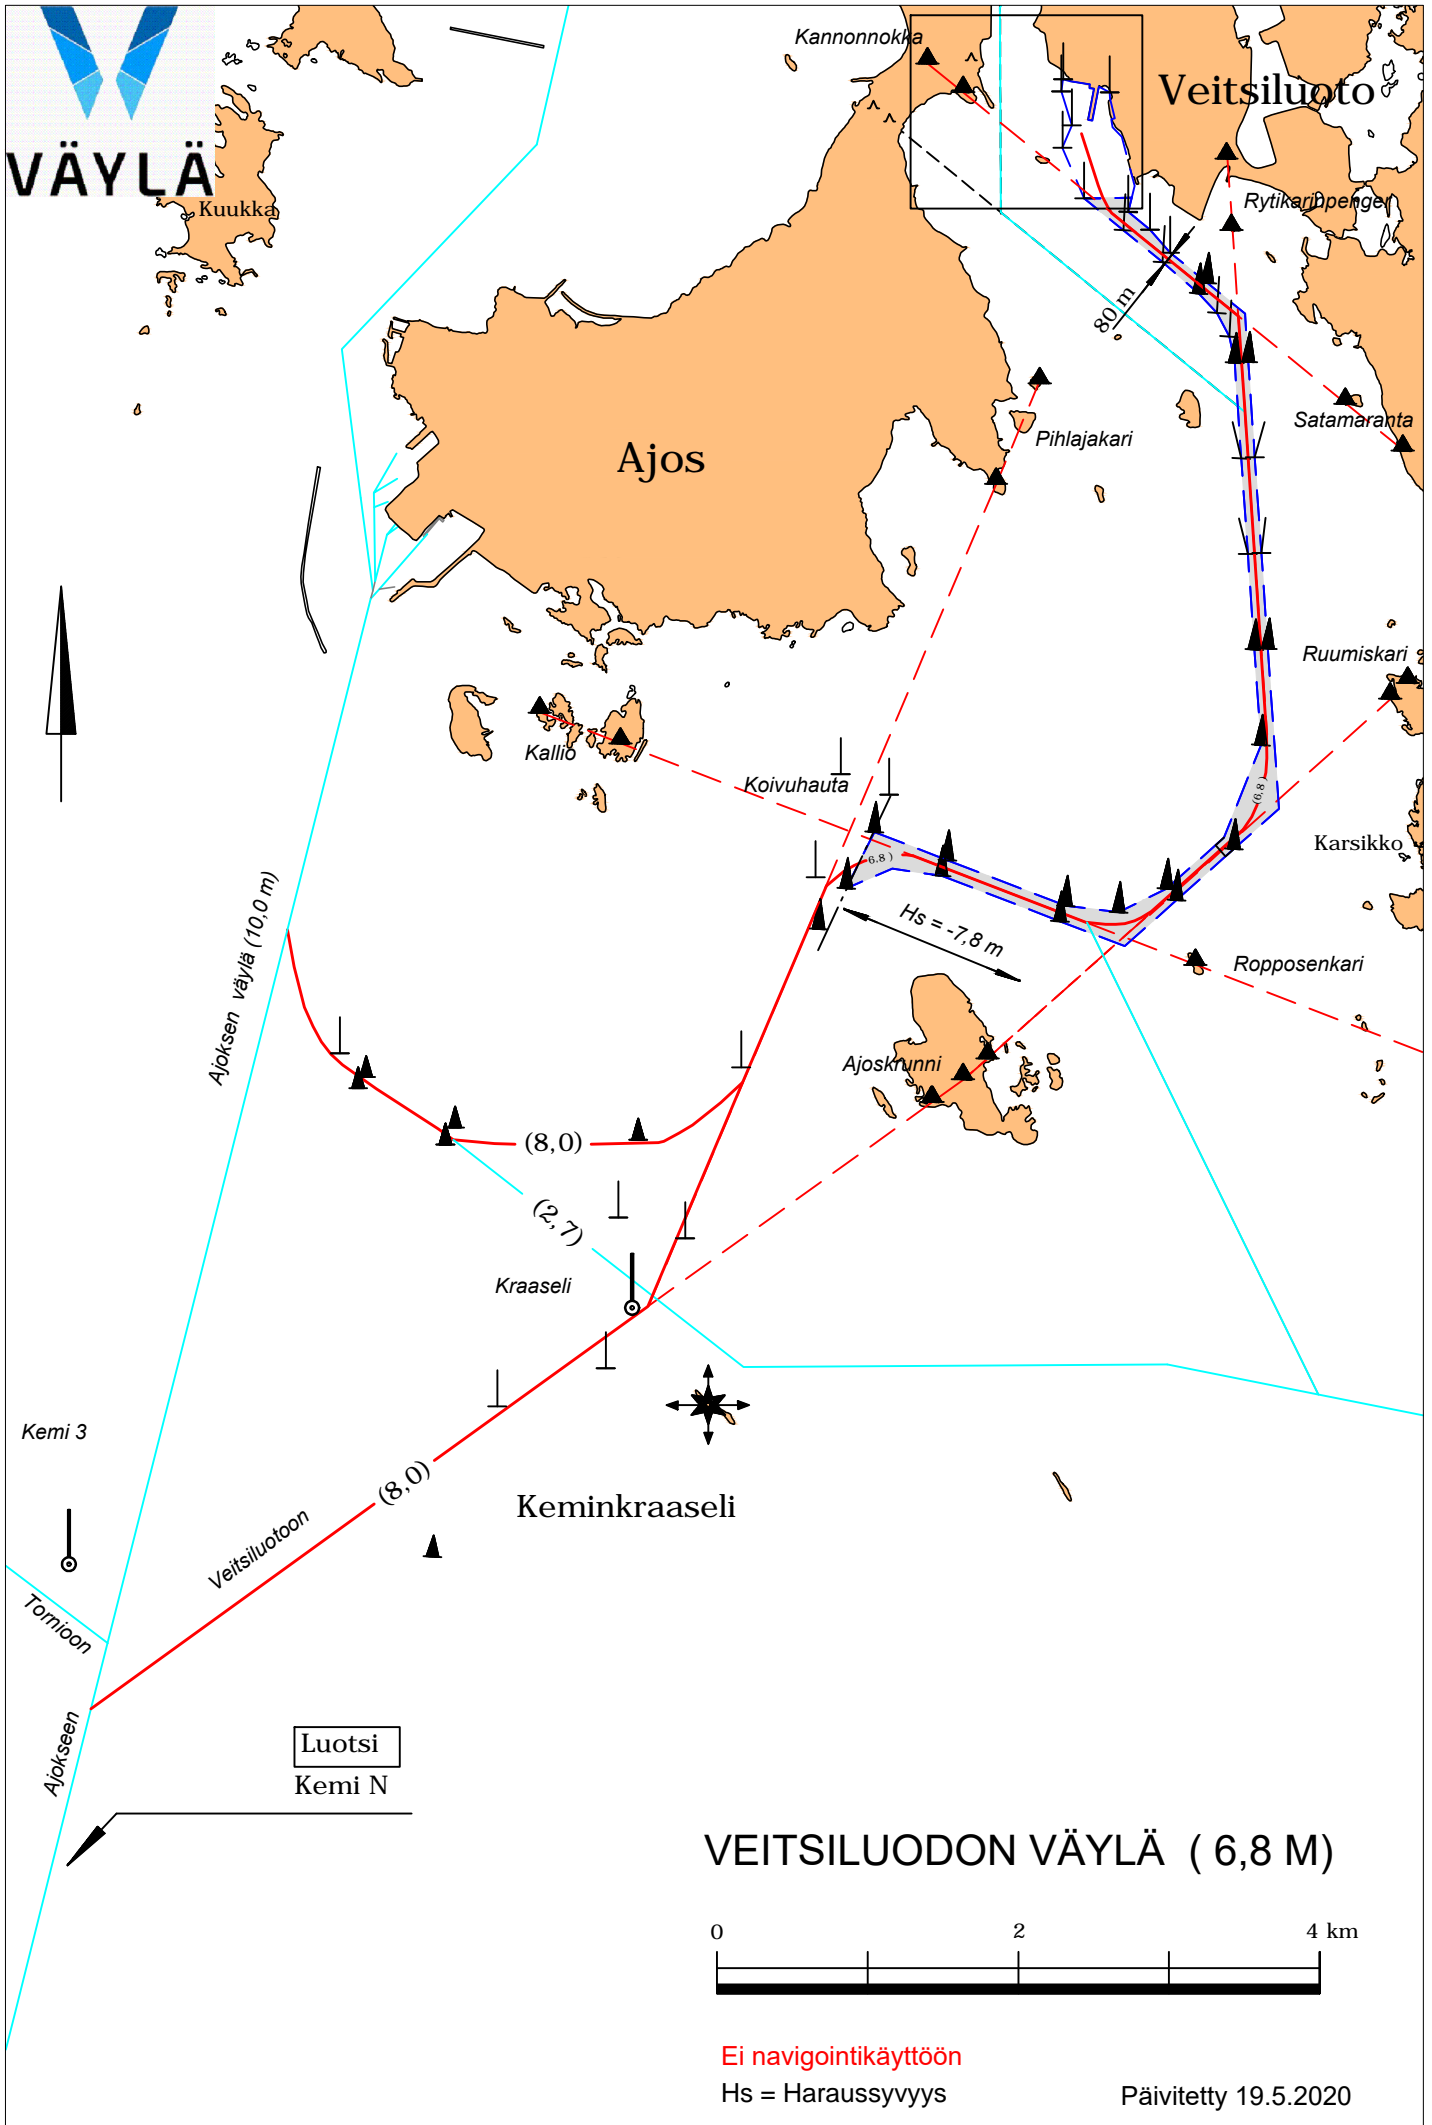 Kannonnokka
Veitsiluoto
VÄYLÄ
Kuukka
Rytikarinpenger
80 m
Satamaranta
Pihlajakari
Ajos
Ruumiskari
Kallio
Koivuhauta
(6.8)
Karsikko
6.8 )
Ajoksen väylä (10,0 m)
Hs = -7,8 m
Ropposenkari
Ajoskrunni
(8,0)
(2,7)
Kraaseli
Kemi 3
(8,0)
Keminkraaseli
Veitsiluotoon
Tornioon
Ajokseen
Luotsi
Kemi N
VEITSILUODON VÄYLÄ ( 6,8 M)
0 2 4 km
Ei navigointikäyttöön
Hs = Haraussyvyys
Päivitetty 19.5.2020